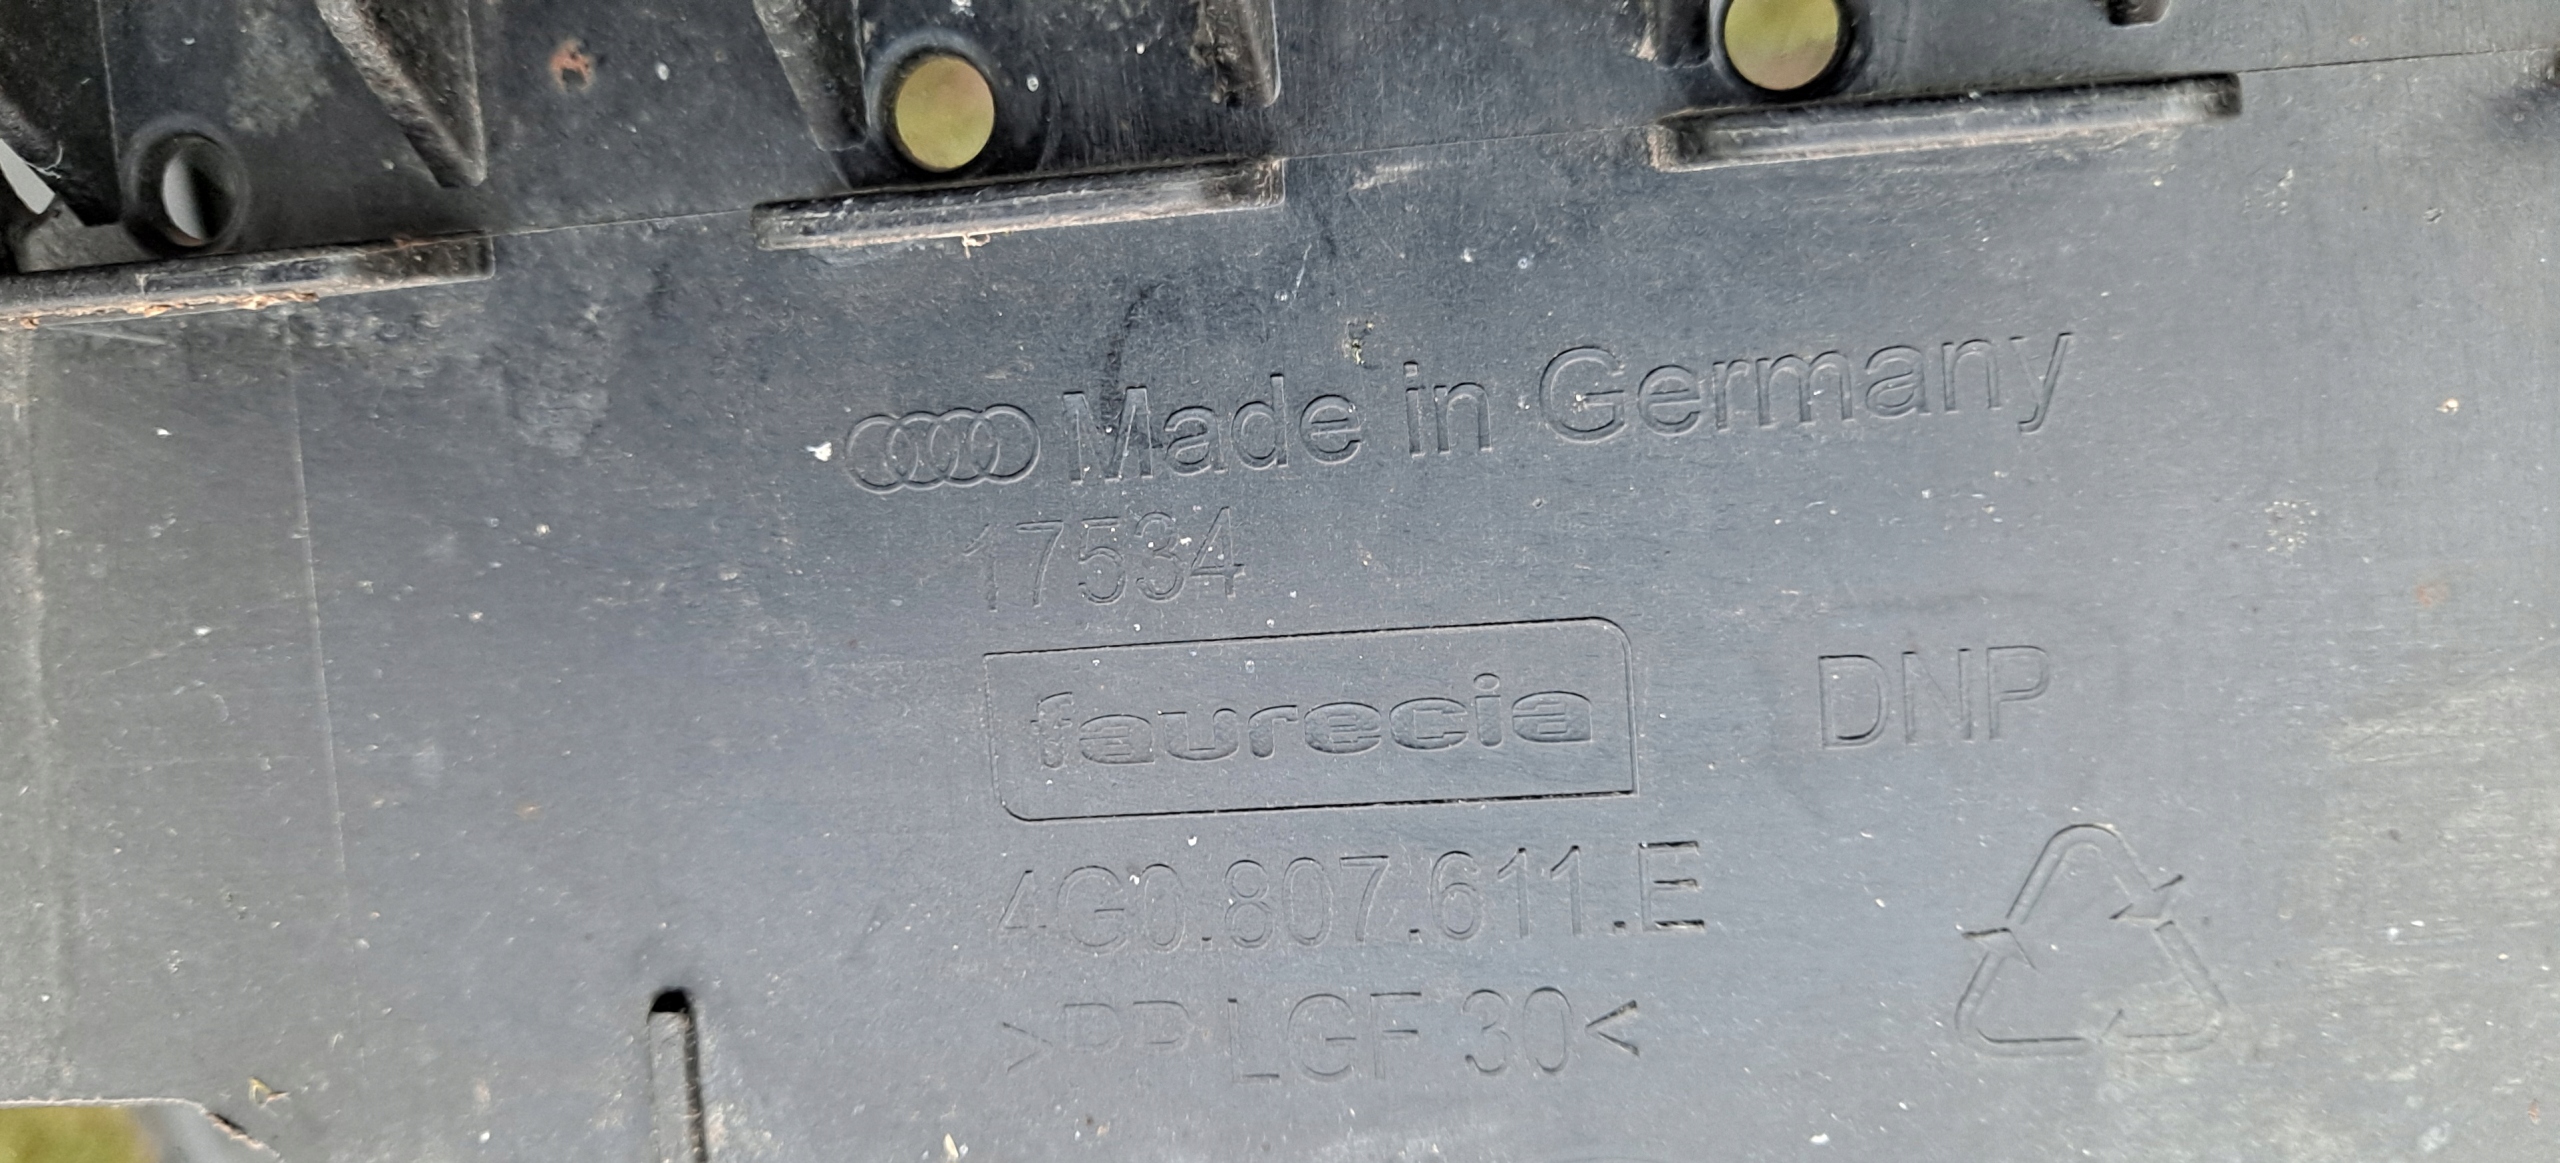 Made in Germany
17534
faurecia
DNP
4G0.807.611.E
>PP LGF 30<